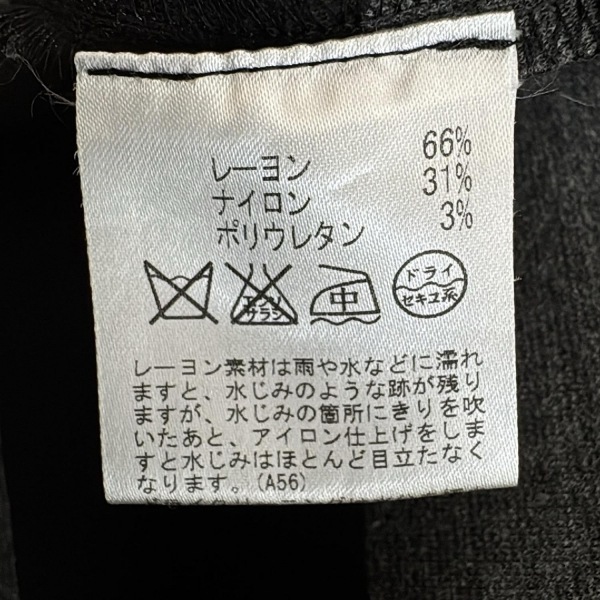 レーヨン 66%
ナイロン 31%
ポリウレタン 3%
エンソ
サラシ
中
ドライ
セキユ系
レーヨン素材は雨や水などに濡れ
ますと、水じみのような跡が残り
ますが、水じみの箇所にきりを吹
いたあと、アイロン仕上げをしま
すと水じみはほとんど目立たなく
なります。(A56)